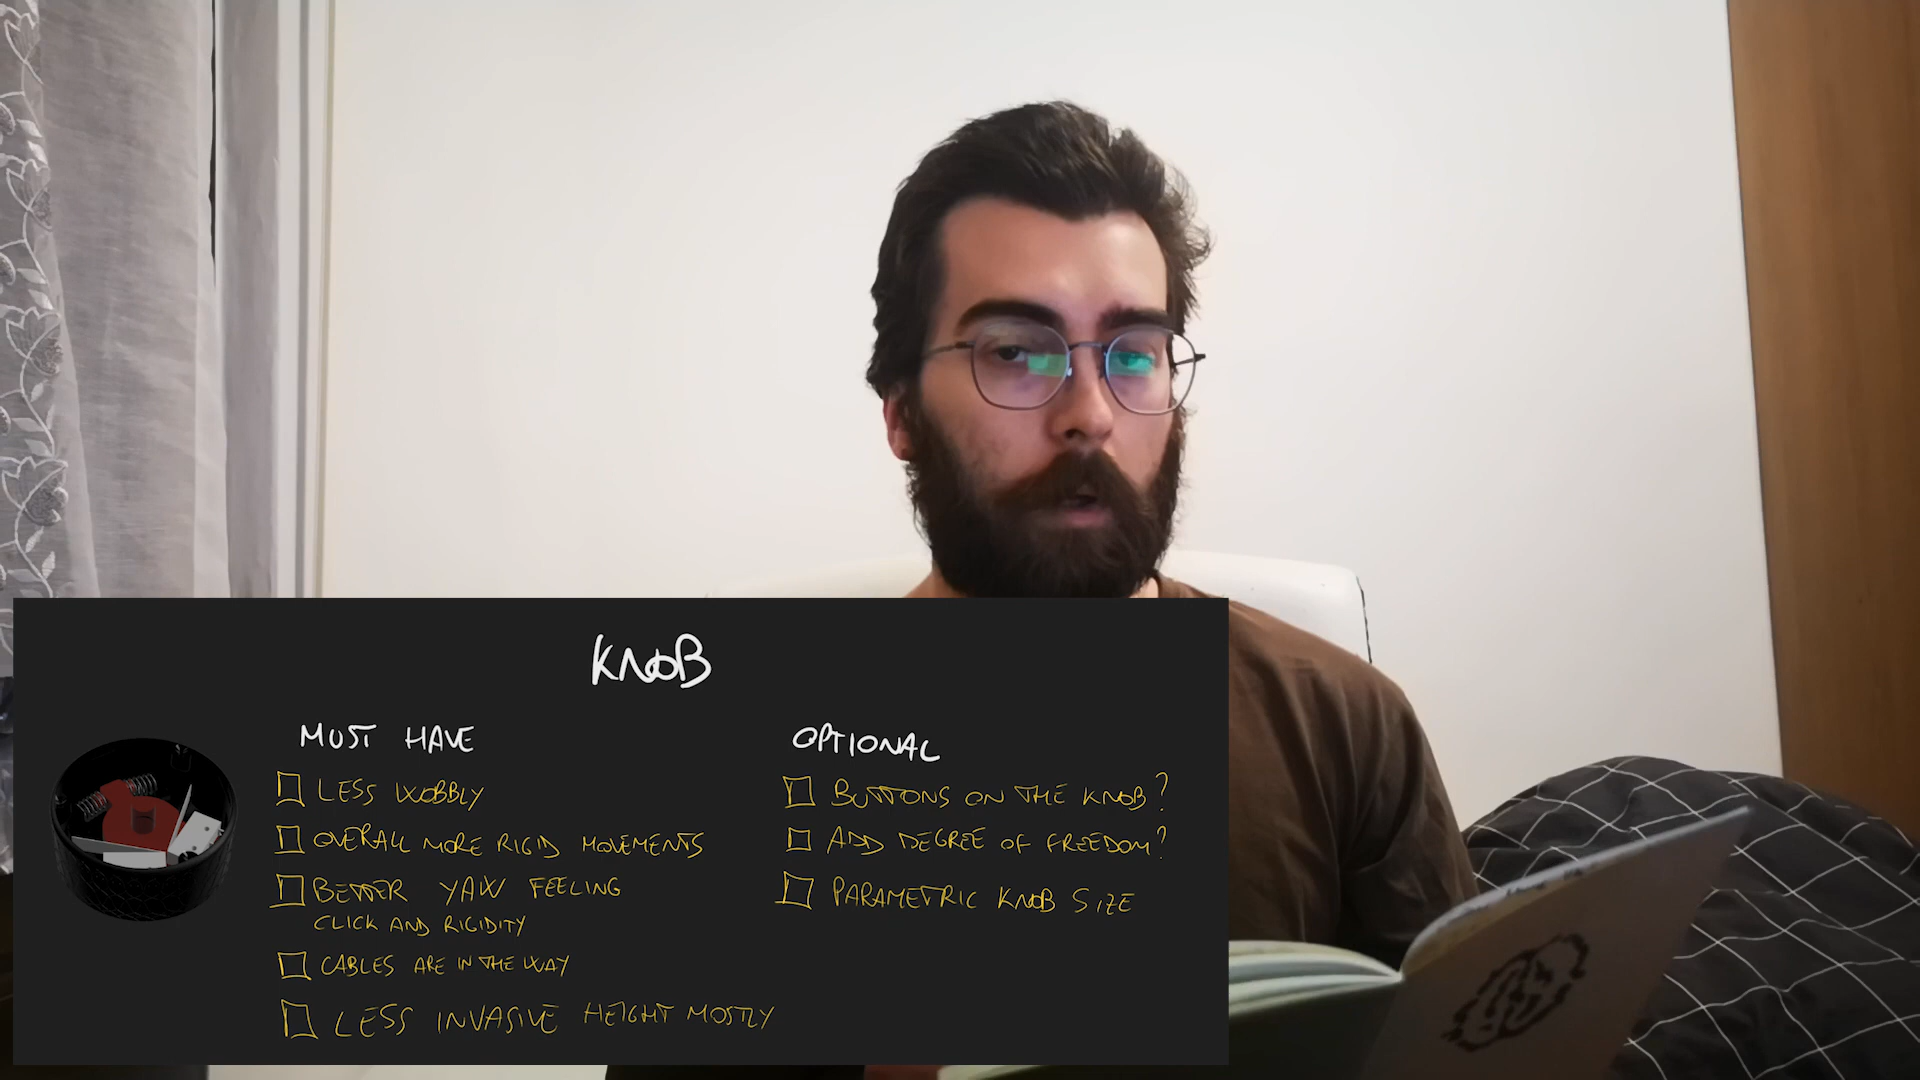 KNOB
MUST HAVE
LESS WOBBLY
OVERALL MORE RIGID MOVEMENTS
BETTER YAW FEELING
CLICK AND RIGIDITY
CABLES ARE IN THE WAY
LESS INVASIVE HEIGHT MOSTLY
OPTIONAL
BUTTONS ON THE KNOB?
ADD DEGREE OF FREEDOM?
PARAMETRIC KNOB SIZE